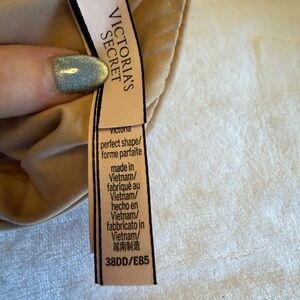 VICTORIA'S
SECRET
victoria
perfect shape/
forme parfaite
made in
Vietnam/
fabriqué au
Vietnam/
hecho en
Vietnam/
fabbricato in
Vietnam/
越南制造
38DD/E85